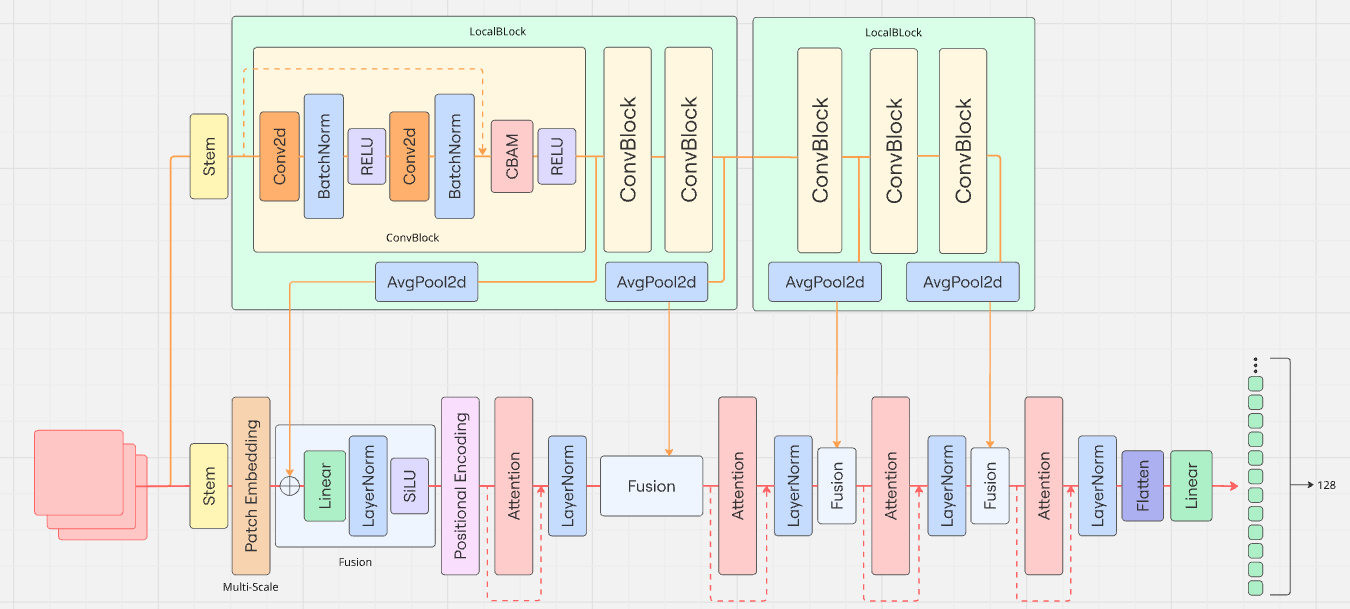 LocalBLock
LocalBLock
Stem
Conv2d
BatchNorm
RELU
Conv2d
BatchNorm
CBAM
RELU
ConvBlock
ConvBlock
ConvBlock
ConvBlock
ConvBlock
ConvBlock
AvgPool2d
AvgPool2d
AvgPool2d
AvgPool2d
Stem
Patch Embedding
Multi-Scale
Linear
LayerNorm
SiLU
Fusion
Positional Encoding
Attention
LayerNorm
Fusion
Attention
LayerNorm
Fusion
Attention
LayerNorm
Fusion
Attention
LayerNorm
Flatten
Linear
128